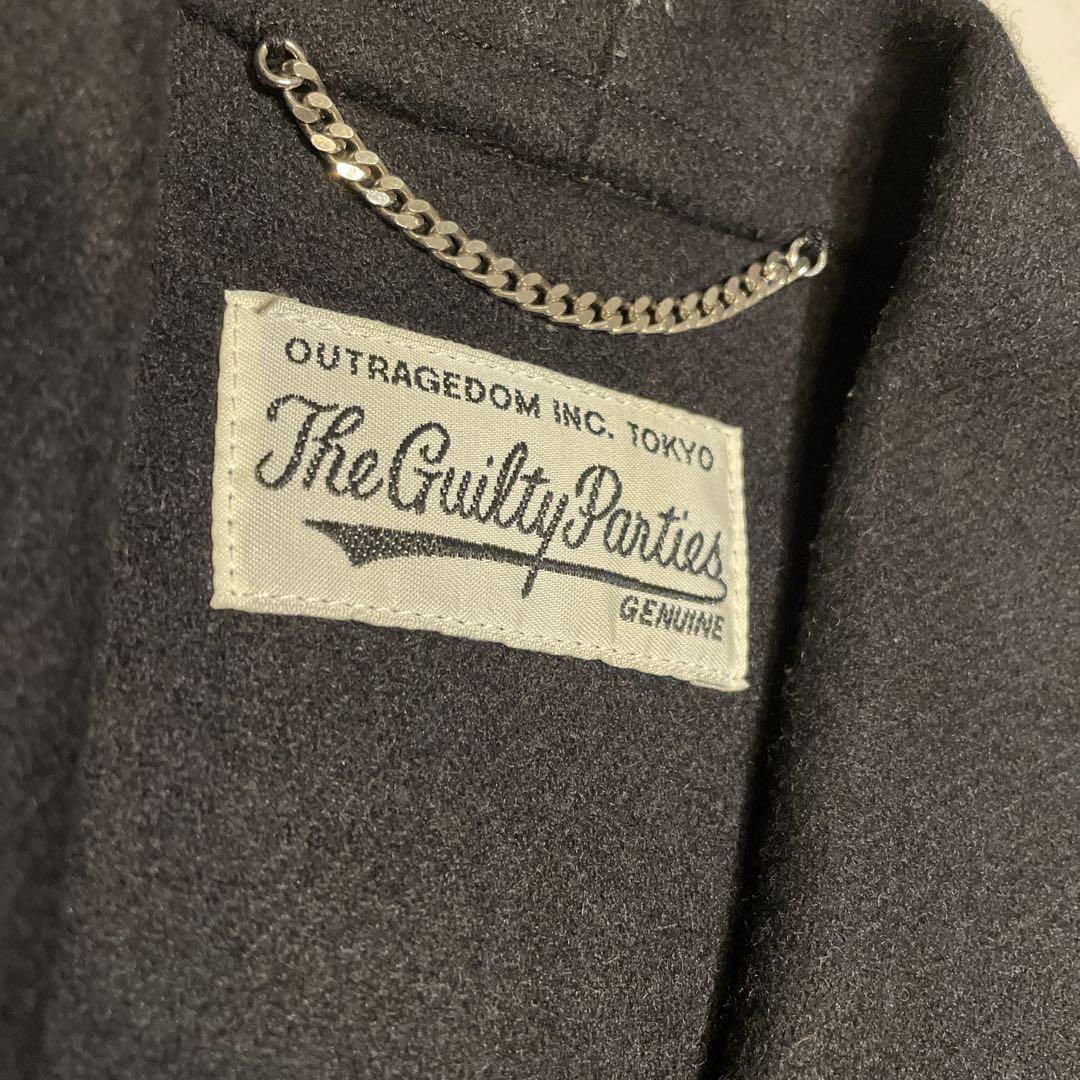 OUTRAGEDOM INC. TOKYO
The Guilty Parties
GENUINE